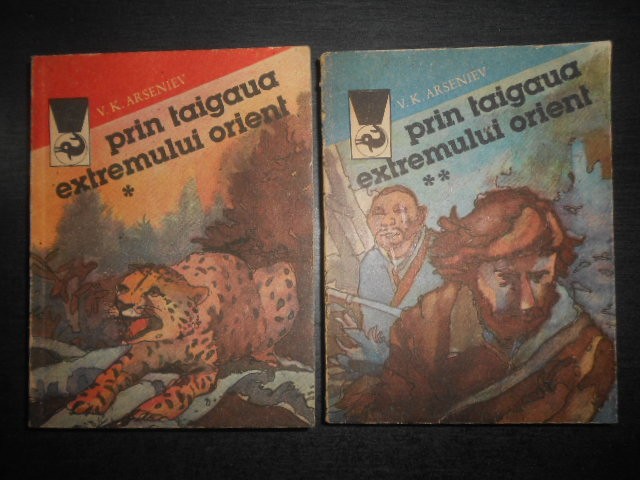 V. K. ARSENIEV
prin taigaua
extremului orient
*
V. K. ARSENIEV
prin taigaua
extremului orient
**